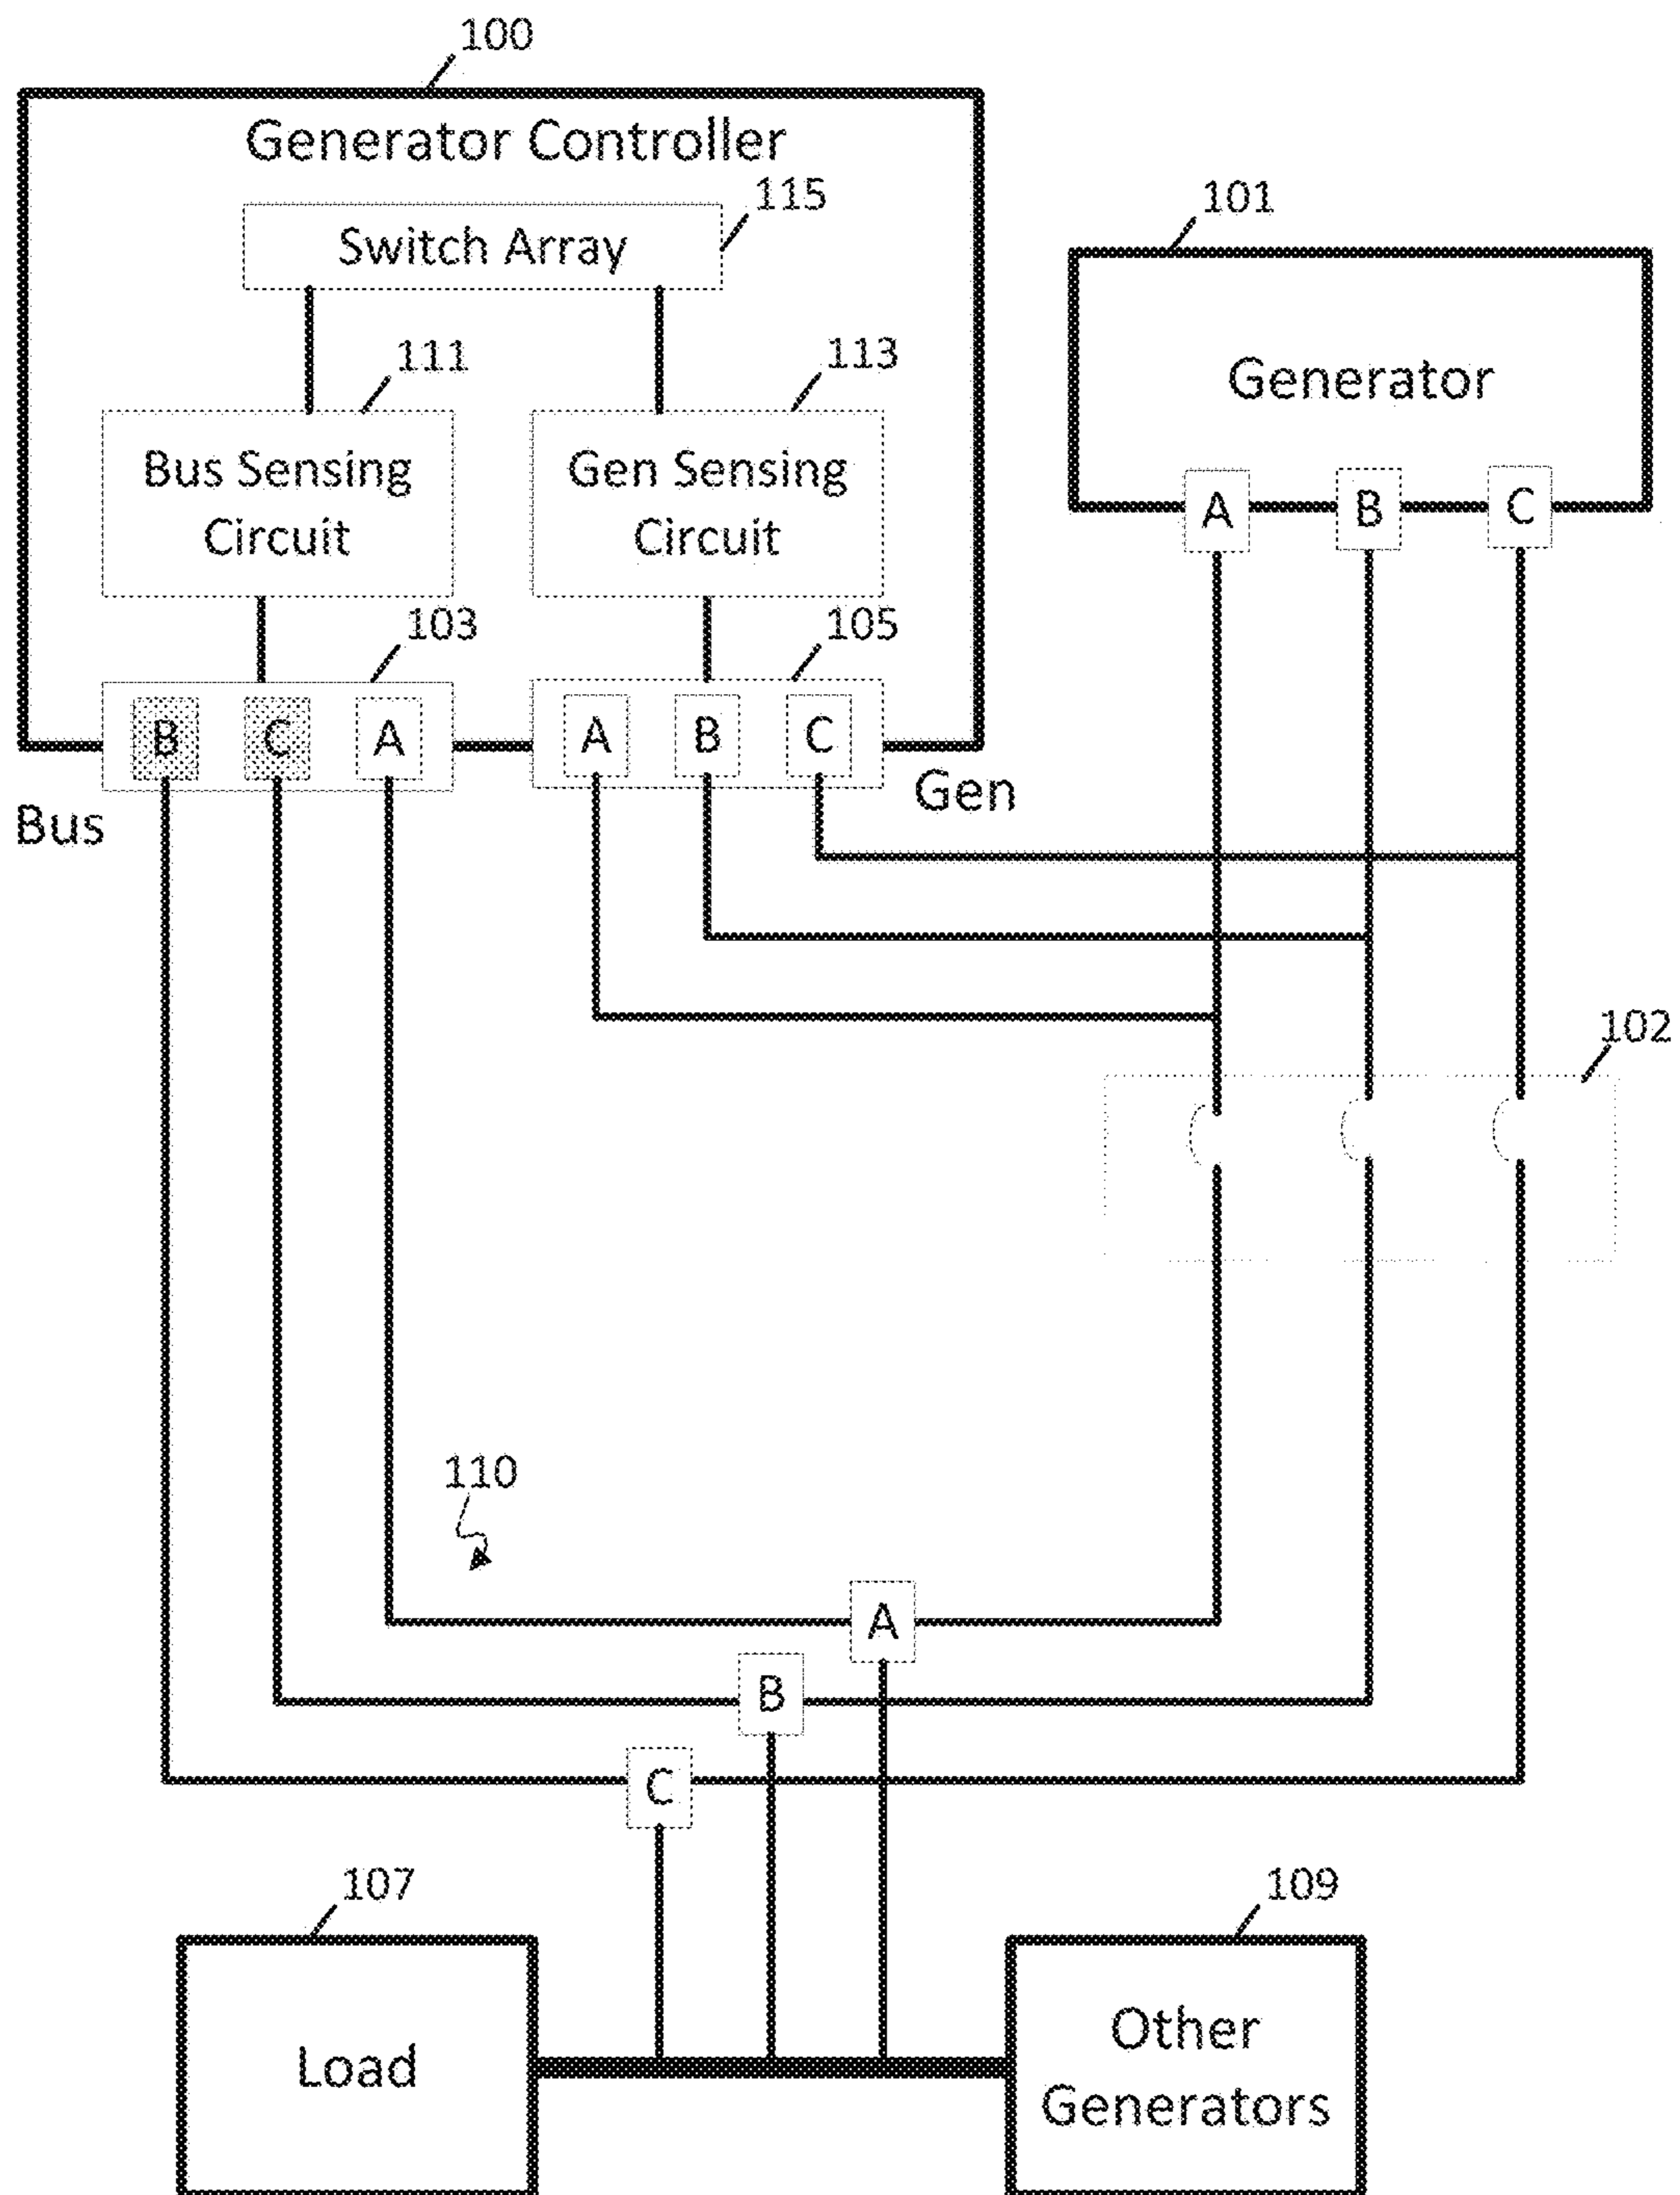 100
Generator Controller
115
Switch Array
101
111
113
Generator
Bus Sensing
Circuit
Gen Sensing
Circuit
A
B
C
103
105
B
C
A
A
B
C
Bus
Gen
102
110
A
B
C
107
109
Load
Other
Generators